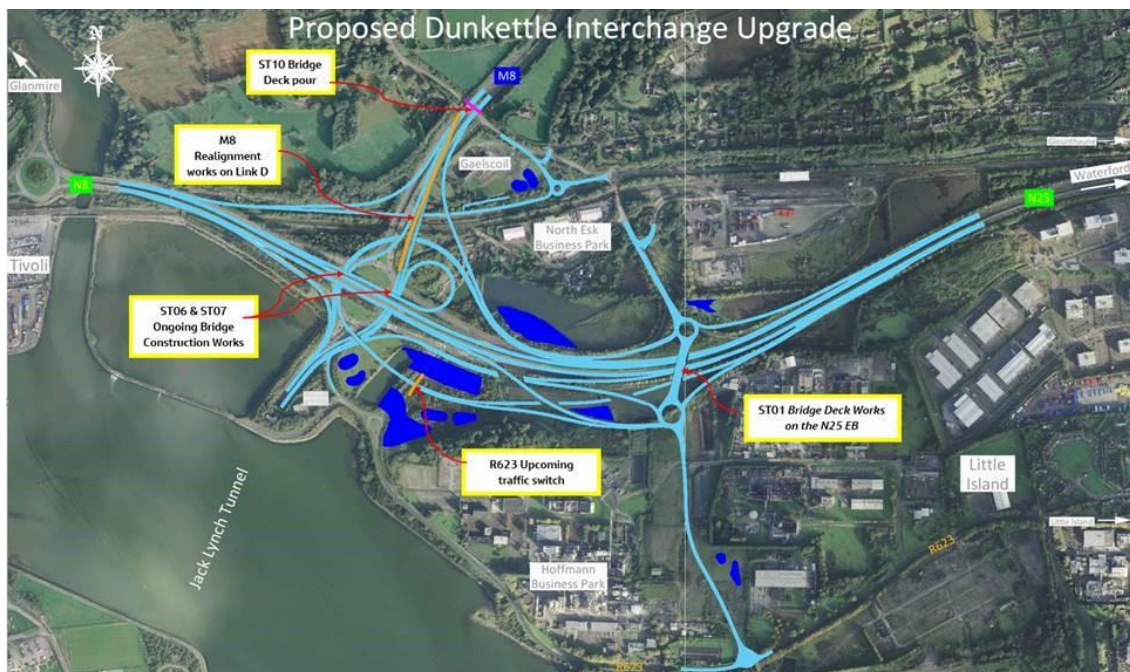 Proposed Dunkettle Interchange Upgrade
N
Glanmire
ST10 Bridge
Deck pour
M8
M8
Realignment
works on Link D
Gaelscoil
Glounthaune
Waterford
N8
N25
North Esk
Business Park
Tivoli
ST06 & ST07
Ongoing Bridge
Construction Works
ST01 Bridge Deck Works
on the N25 EB
R623 Upcoming
traffic switch
Little
Island
Little Island
Jack Lynch Tunnel
Hoffmann
Business Park
R623
R623